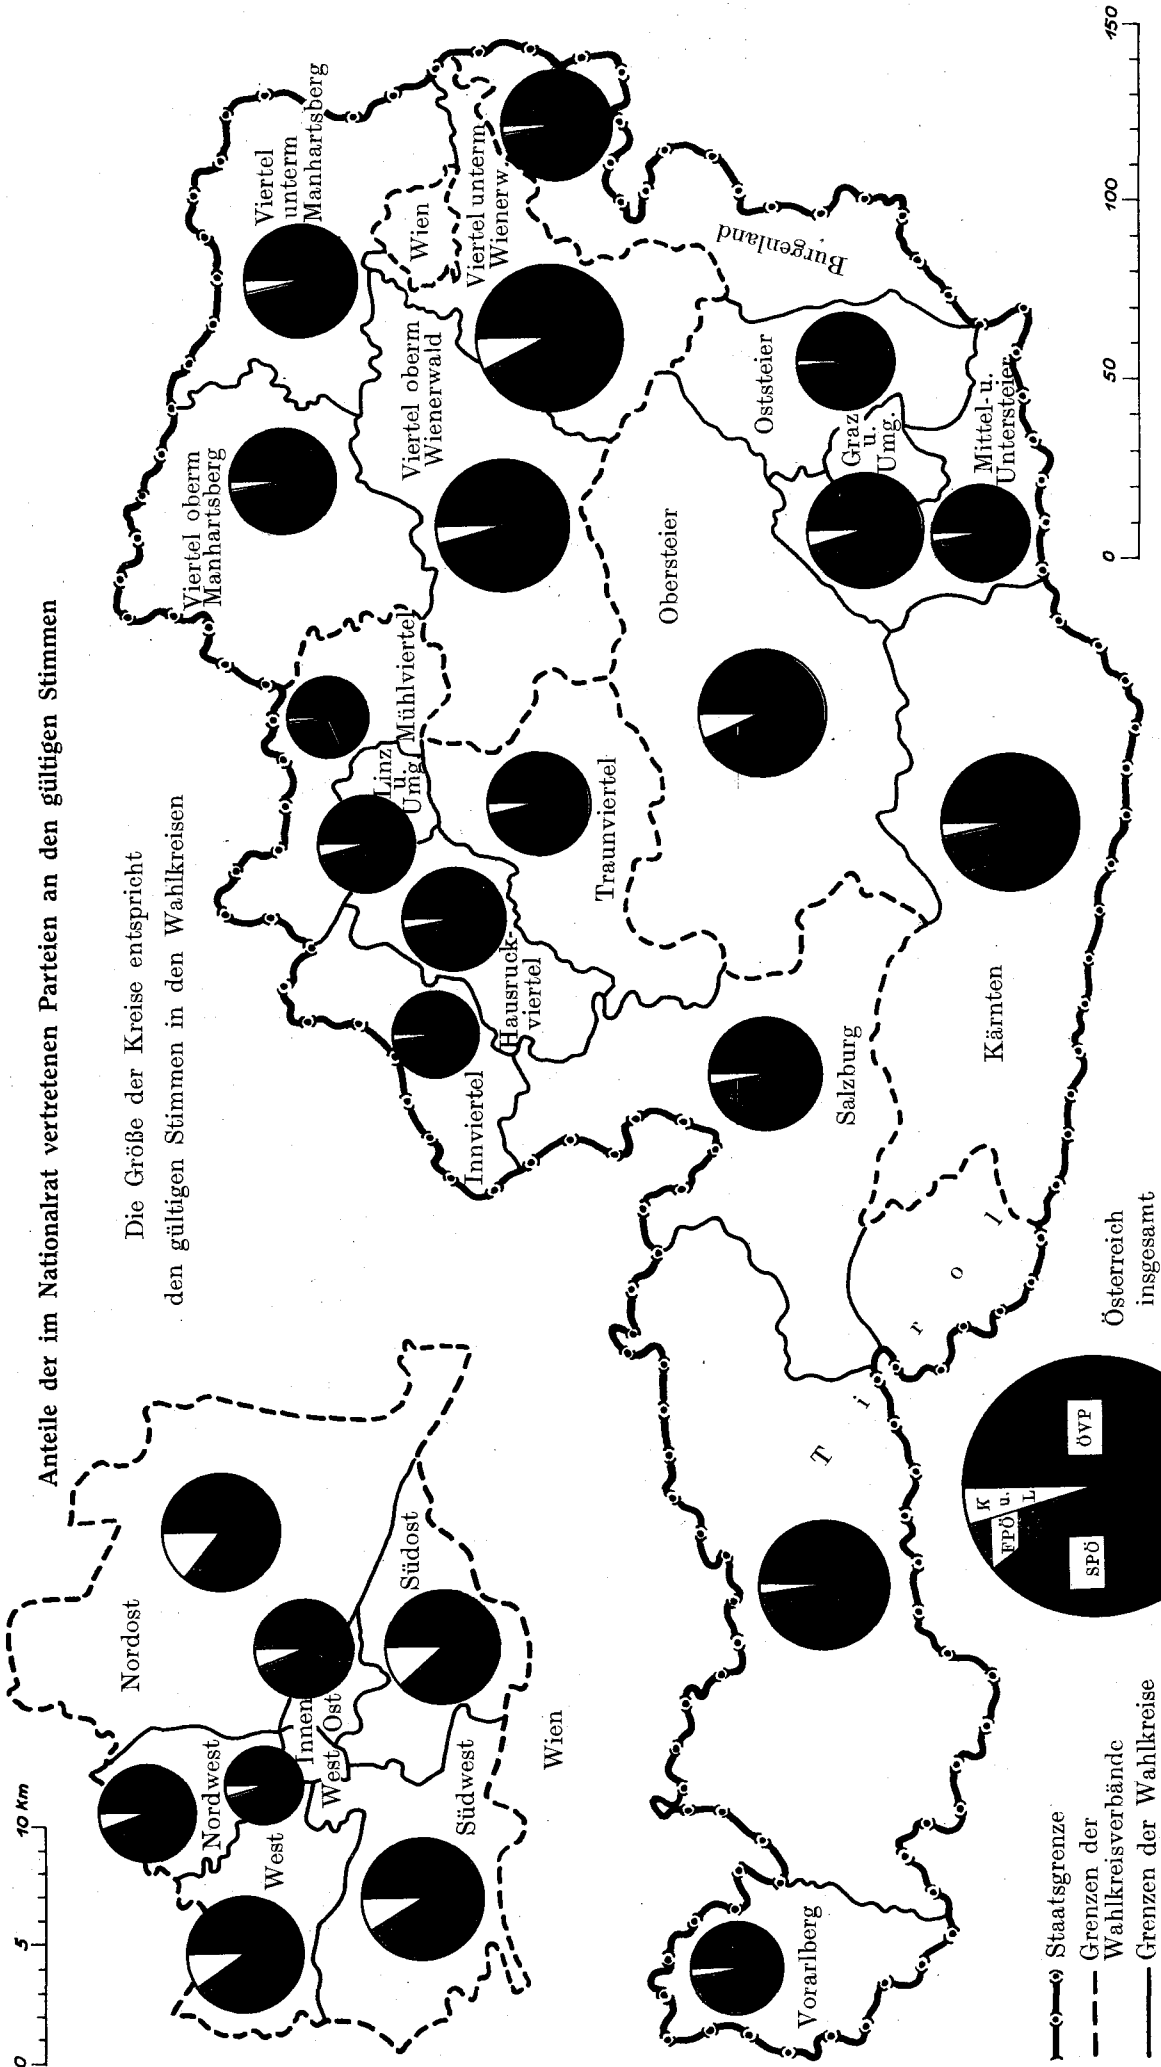 Anteile der im Nationalrat vertretenen Parteien an den gültigen Stimmen
Die Größe der Kreise entspricht
den gültigen Stimmen in den Wahlkreisen
0 5 10 Km
Nordost
Nordwest
West
Innen
West
Ost
Südost
Südwest
Wien
Viertel
unterm
Manhartsberg
Viertel oberm
Manhartsberg
Wien
Viertel unterm
Wienerw.
Viertel oberm
Wienerwald
Mühlviertel
Linz
u.
Umg.
Hausruck-
viertel
Innviertel
Traunviertel
Burgenland
Obersteier
Oststeier
Graz
u.
Umg.
Mittel- u.
Untersteier
Salzburg
Kärnten
Tirol
Vorarlberg
Österreich
insgesamt
K
u.
L
FPÖ
SPÖ
ÖVP
Staatsgrenze
Grenzen der
Wahlkreisverbände
Grenzen der Wahlkreise
0 50 100 150